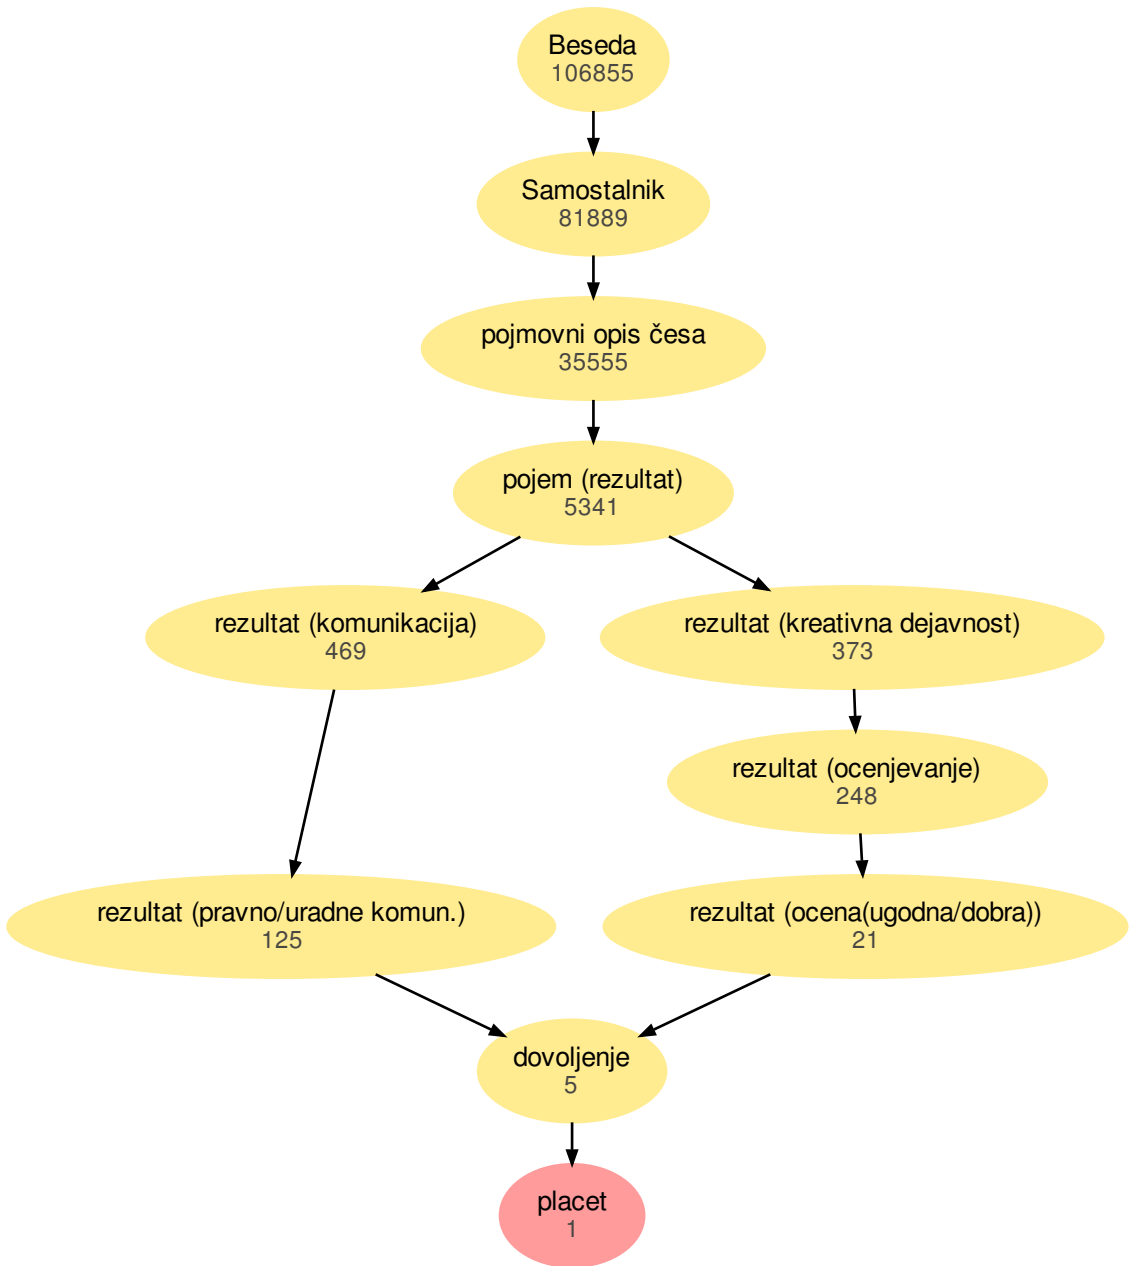 Beseda
106855
Samostalnik
81889
pojmovni opis česa
35555
pojem (rezultat)
5341
rezultat (komunikacija)
469
rezultat (kreativna dejavnost)
373
rezultat (ocenjevanje)
248
rezultat (pravno/uradne komun.)
125
rezultat (ocena(ugodna/dobra))
21
dovoljenje
5
placet
1